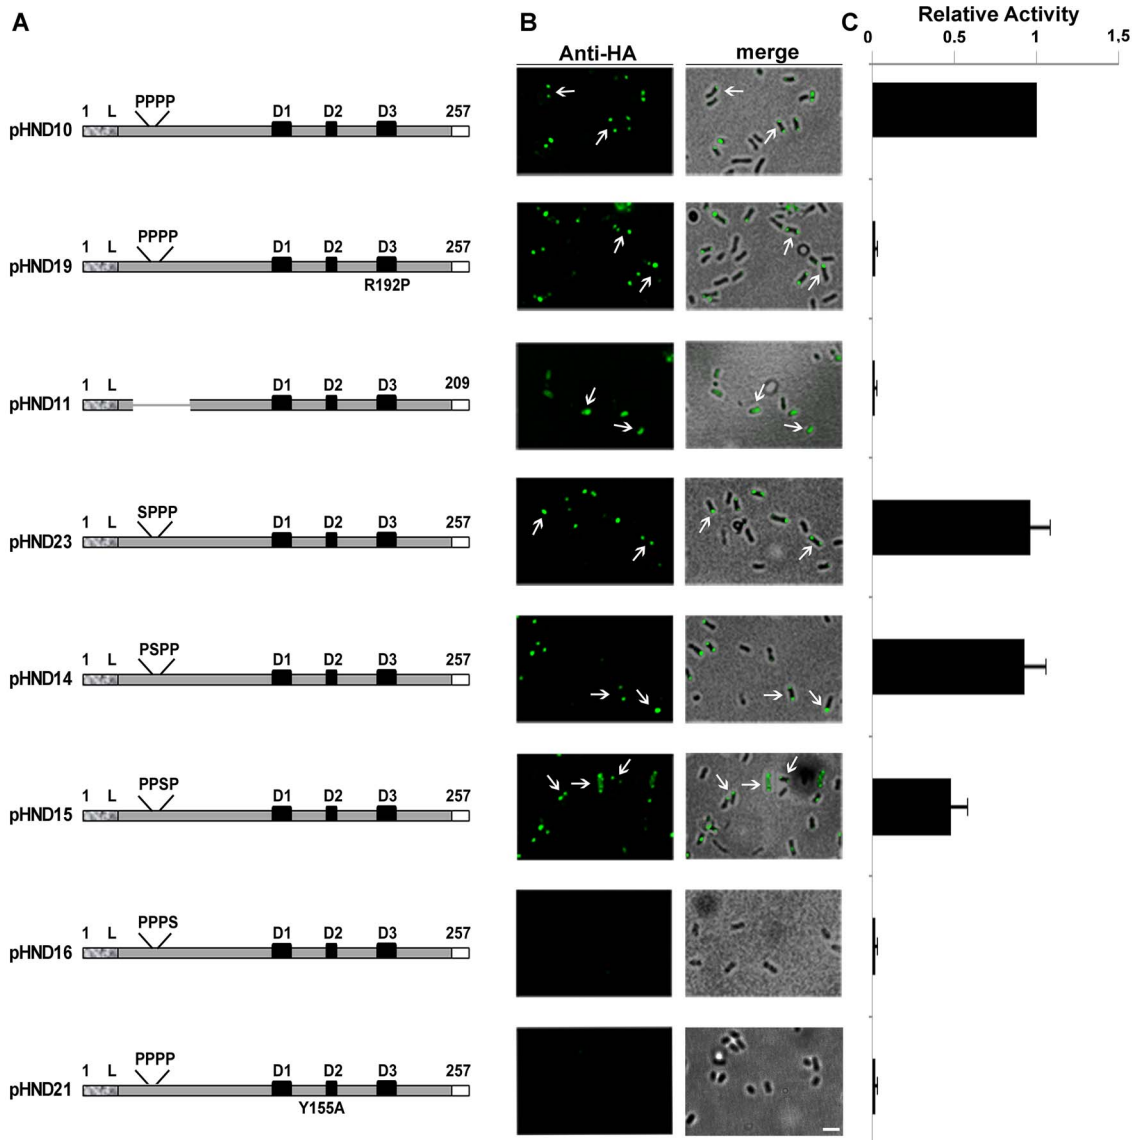 A B C Relative Activity
Anti-HA merge 0 0.5 1 1,5
PPPP
1 L D1 D2 D3 257
pHND10
PPPP
1 L D1 D2 D3 257
pHND19
R192P
1 L D1 D2 D3 209
pHND11
SPPP
1 L D1 D2 D3 257
pHND23
PSPP
1 L D1 D2 D3 257
pHND14
PPSP
1 L D1 D2 D3 257
pHND15
PPPS
1 L D1 D2 D3 257
pHND16
PPPP
1 L D1 D2 D3 257
pHND21
Y155A